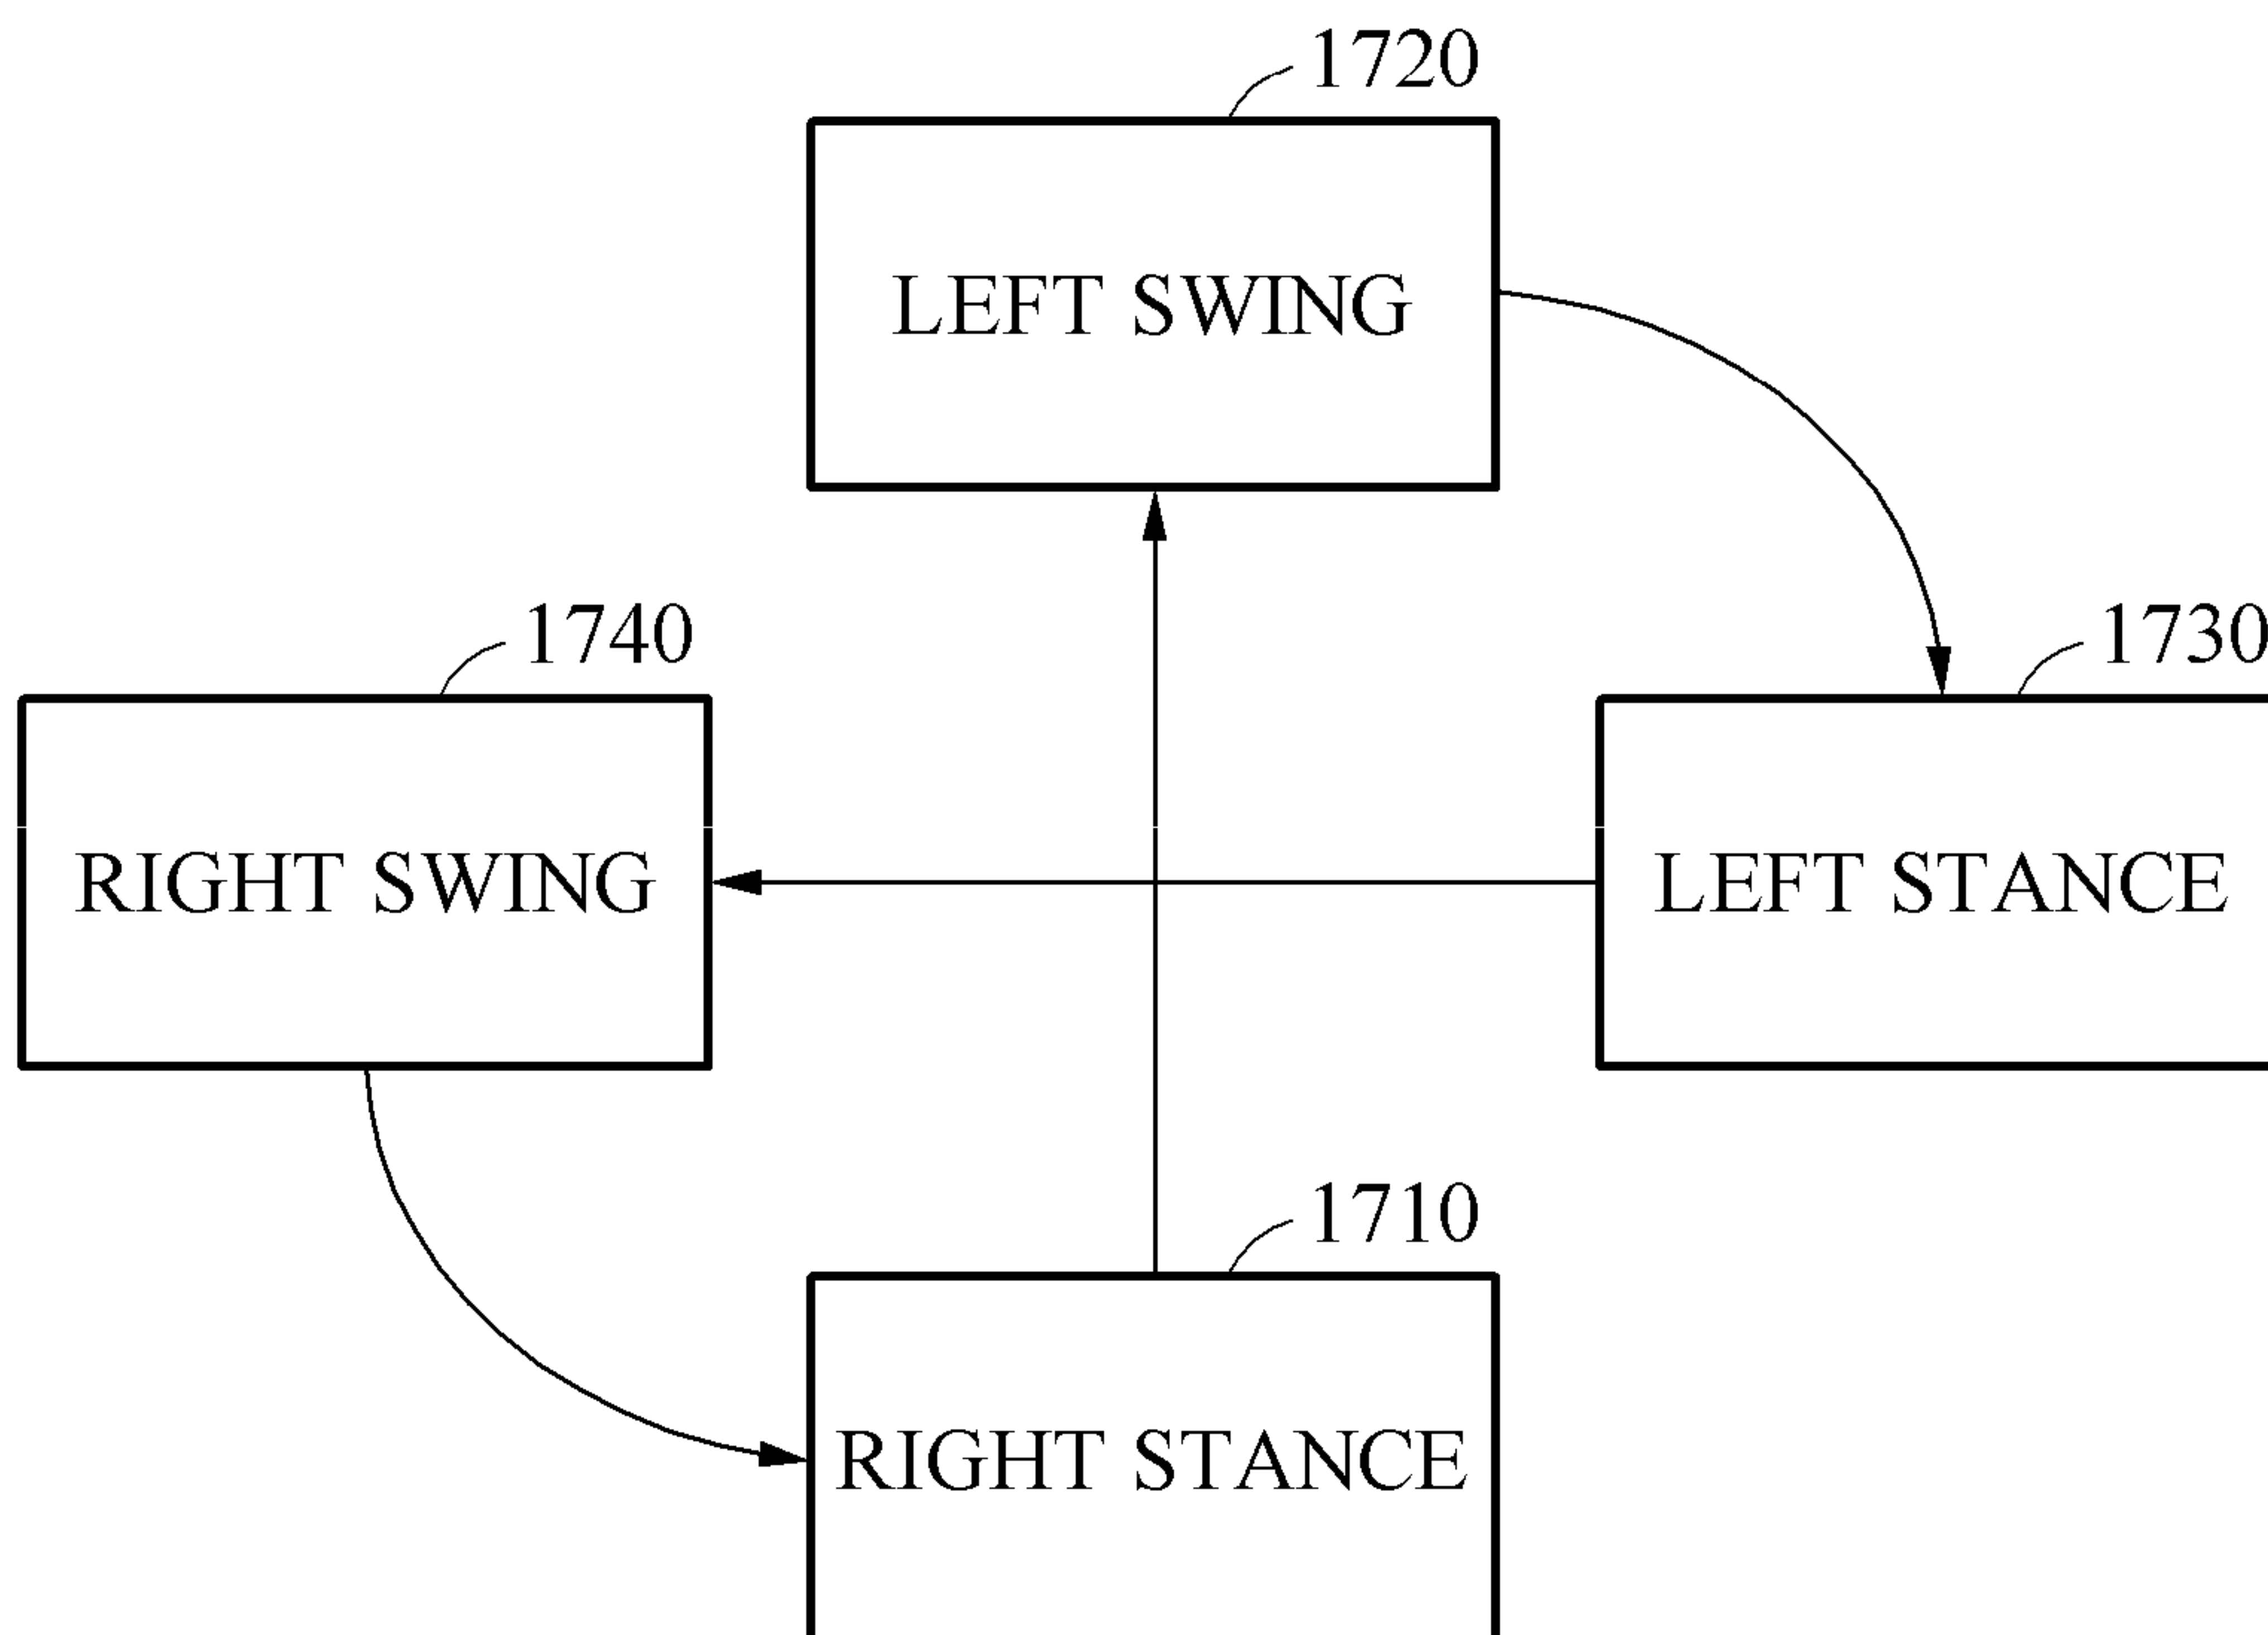 1720
LEFT SWING
1740
1730
RIGHT SWING
LEFT STANCE
1710
RIGHT STANCE